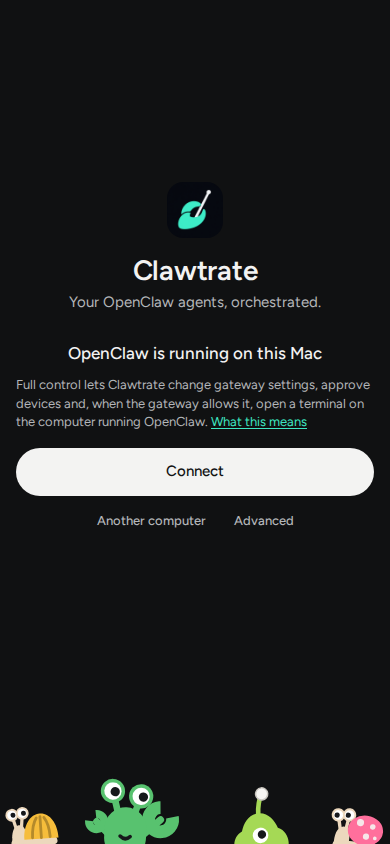 Clawtrate
Your OpenClaw agents, orchestrated.
OpenClaw is running on this Mac
Full control lets Clawtrate change gateway settings, approve
devices and, when the gateway allows it, open a terminal on
the computer running OpenClaw. What this means
Connect
Another computer Advanced